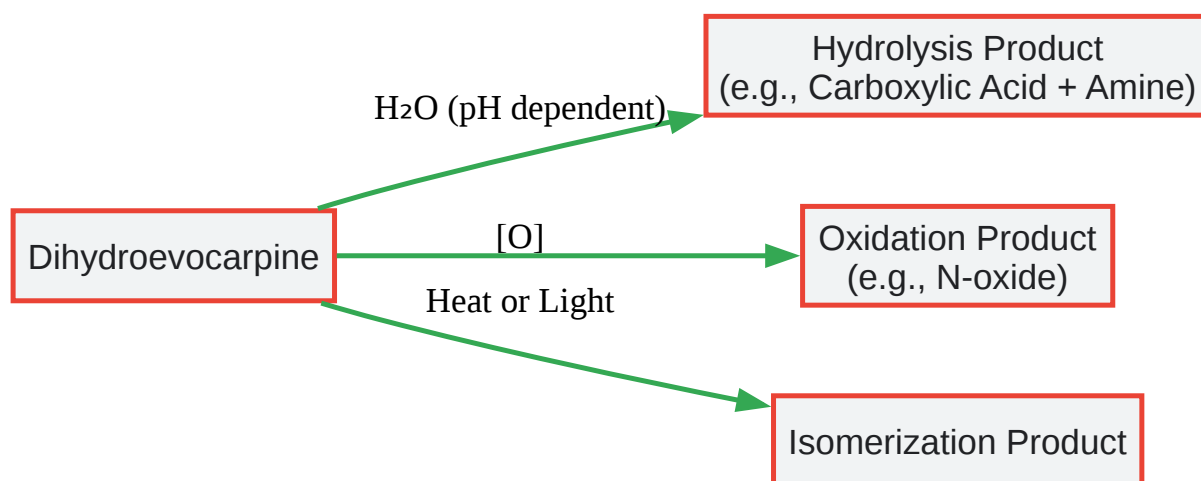 Hydrolysis Product
(e.g., Carboxylic Acid + Amine)
H₂O (pH dependent)
Dihydroevocarpine
[O]
Oxidation Product
(e.g., N-oxide)
Heat or Light
Isomerization Product